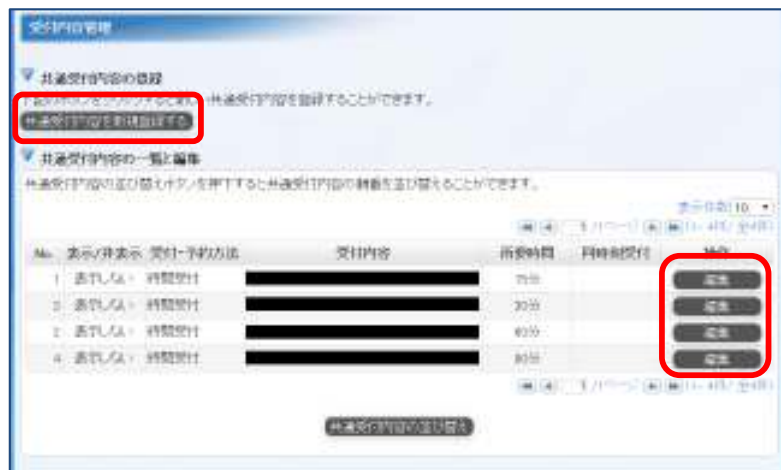 受付内容管理
共通受付内容の登録
下記のボタンをクリックすると新しい共通受付内容を登録することができます。
共通受付内容を新規登録する
共通受付内容の一覧と編集
共通受付内容の並び替えボタンを押下すると共通受付内容の順番を並び替えることができます。
表示件数 10
1 /1ページ
No. 表示/非表示 受付・予約方法 受付内容 所要時間 同時刻受付 操作
1 表示しない 時間受付 編集
表示しない 時間受付 30分 編集
表示しない 時間受付 60分 編集
4 表示しない 時間受付 編集
1 /1ページ
共通受付内容の並び替え